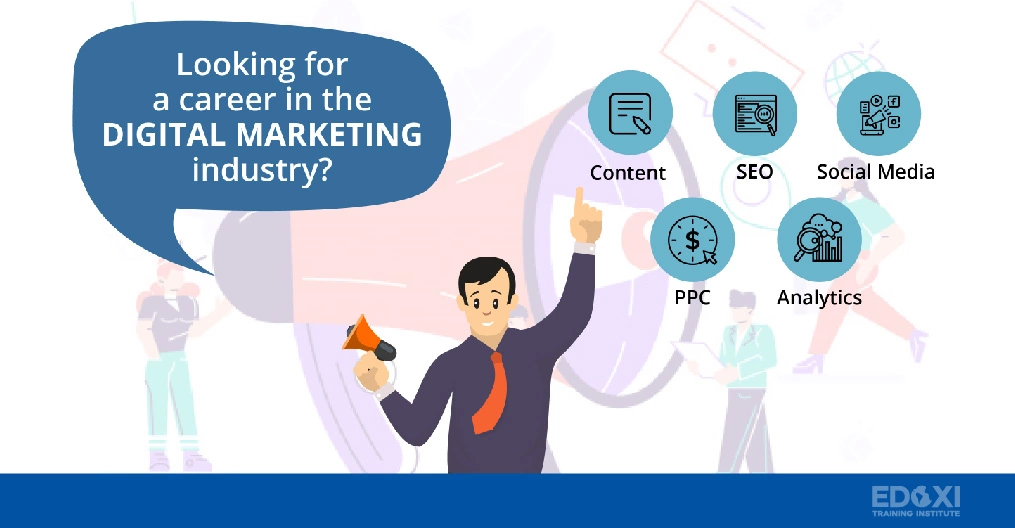 Looking for
a career in the
DIGITAL MARKETING
industry?
Content
SEO
Social Media
PPC
Analytics
EDOXI
TRAINING INSTITUTE